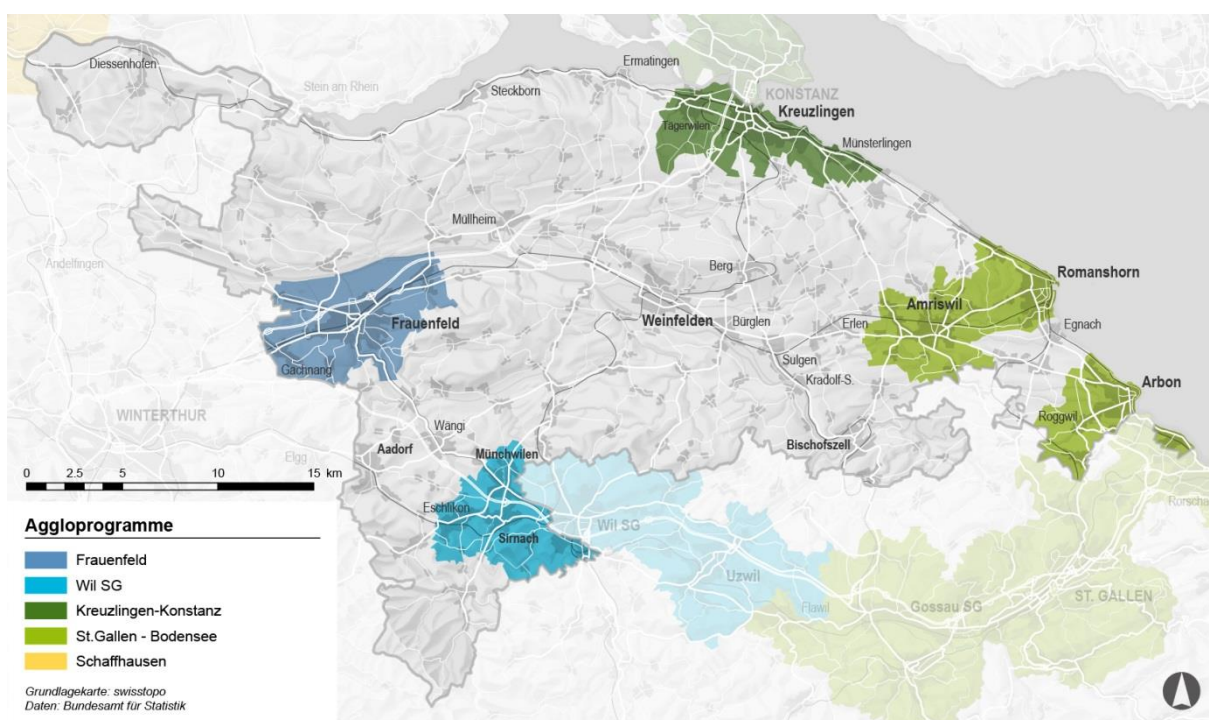 Ermatingen
Diessenhofen
Stein am Rhein
Steckborn
KONSTANZ
Kreuzlingen
Tägerwilen
Münsterlingen
Müllheim
Andelfingen
Berg
Romanshorn
Amriswil
Frauenfeld
Weinfelden
Bürglen
Erlen
Egnach
Sulgen
Gachnang
Kradolf-S.
Arbon
WINTERTHUR
Roggwil
Wängi
Aadorf
Münchwilen
Bischofszell
Elgg
0 2.5 5 10 15 km
Eschlikon
Rorscha
Wil SG
Sirnach
Uzwil
ST. GALLEN
Flawil
Gossau SG
Aggloprogramme
Frauenfeld
Wil SG
Kreuzlingen-Konstanz
St.Gallen - Bodensee
Schaffhausen
Grundlagekarte: swisstopo
Daten: Bundesamt für Statistik